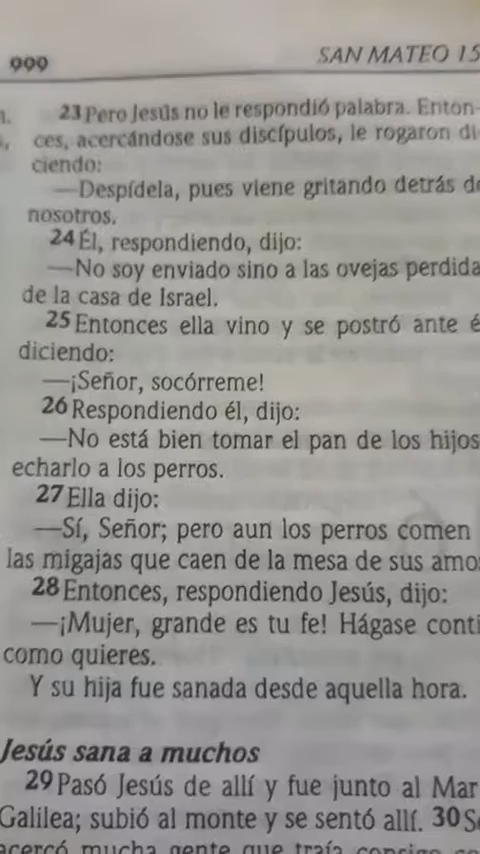 999
SAN MATEO 15
23 Pero Jesús no le respondió palabra. Enton-
ces, acercándose sus discípulos, le rogaron di
ciendo:
—Despídela, pues viene gritando detrás de
nosotros.
24 Él, respondiendo, dijo:
—No soy enviado sino a las ovejas perdida
de la casa de Israel.
25 Entonces ella vino y se postró ante é
diciendo:
—¡Señor, socórreme!
26 Respondiendo él, dijo:
—No está bien tomar el pan de los hijos
echarlo a los perros.
27 Ella dijo:
—Sí, Señor; pero aun los perros comen
las migajas que caen de la mesa de sus amo
28 Entonces, respondiendo Jesús, dijo:
—¡Mujer, grande es tu fe! Hágase conti
como quieres.
Y su hija fue sanada desde aquella hora.
Jesús sana a muchos
29 Pasó Jesús de allí y fue junto al Mar
Galilea; subió al monte y se sentó allí. 30 Se
acercó mucha gente que traía consigo